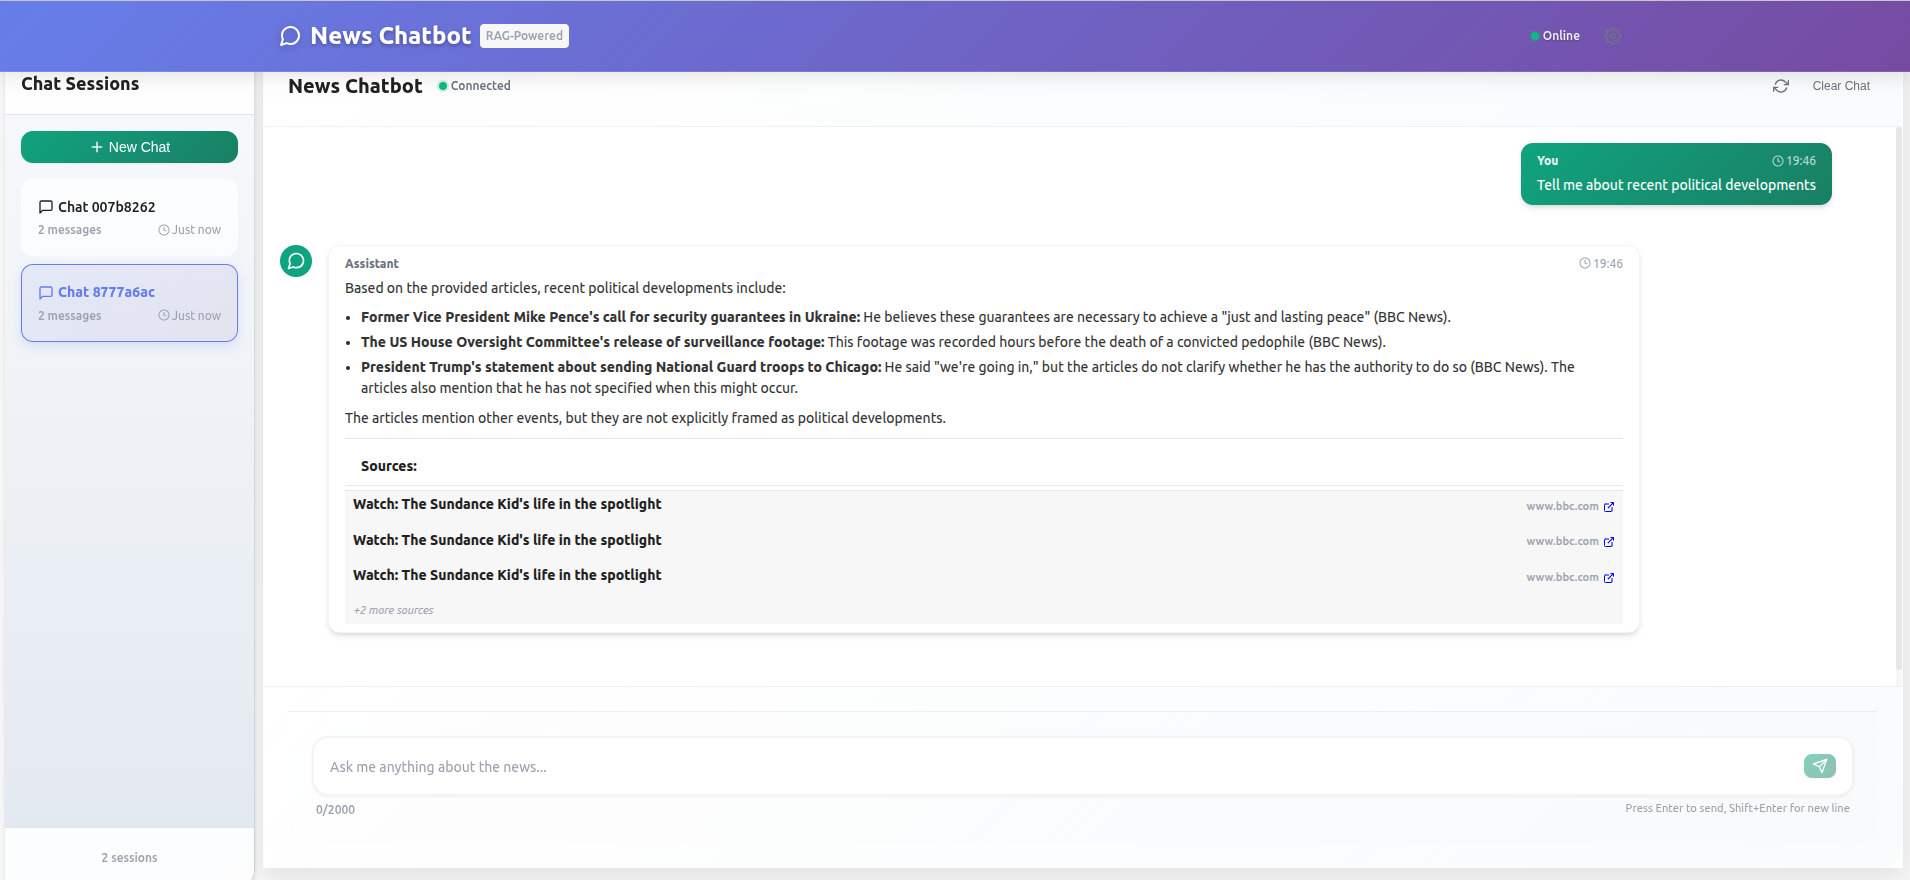 News Chatbot RAG-Powered
Online
Chat Sessions
+ New Chat
Chat 007b8262
2 messages Just now
Chat 8777a6ac
2 messages Just now
2 sessions
News Chatbot Connected
Clear Chat
You 19:46
Tell me about recent political developments
Assistant 19:46
Based on the provided articles, recent political developments include:
• Former Vice President Mike Pence's call for security guarantees in Ukraine: He believes these guarantees are necessary to achieve a "just and lasting peace" (BBC News).
• The US House Oversight Committee's release of surveillance footage: This footage was recorded hours before the death of a convicted pedophile (BBC News).
• President Trump's statement about sending National Guard troops to Chicago: He said "we're going in," but the articles do not clarify whether he has the authority to do so (BBC News). The
articles also mention that he has not specified when this might occur.
The articles mention other events, but they are not explicitly framed as political developments.
Sources:
Watch: The Sundance Kid's life in the spotlight www.bbc.com
Watch: The Sundance Kid's life in the spotlight www.bbc.com
Watch: The Sundance Kid's life in the spotlight www.bbc.com
+2 more sources
Ask me anything about the news...
0/2000
Press Enter to send, Shift+Enter for new line